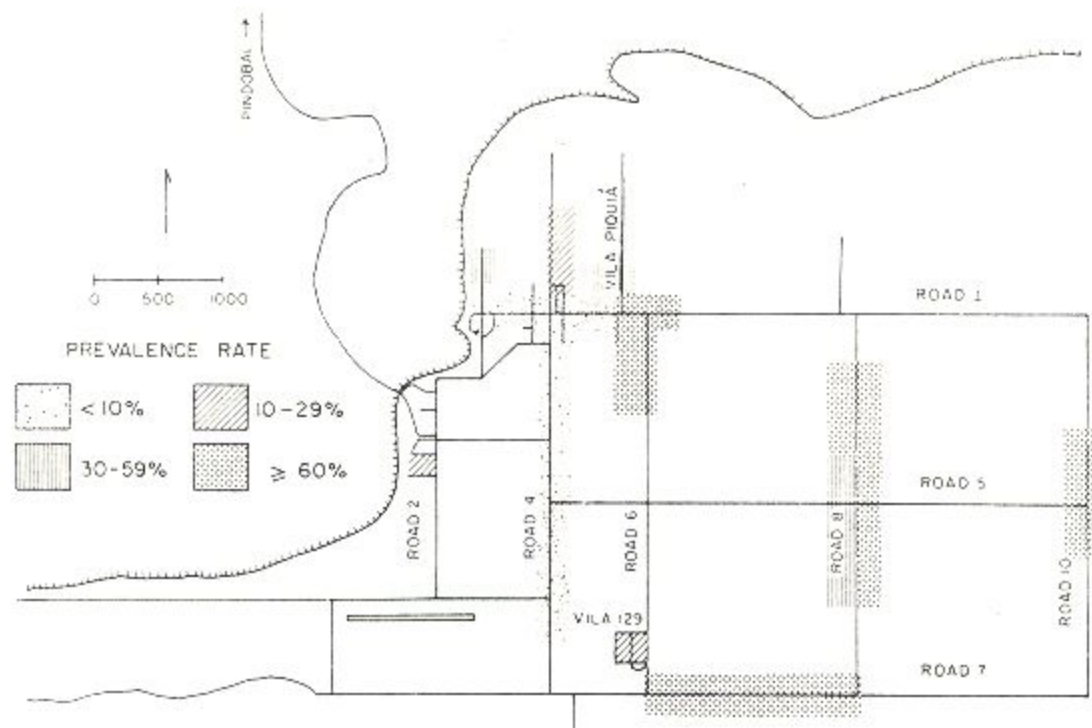 PINDOBAL →
VILA PIQUIÁ
ROAD 1
0 500 1000
PREVALENCE RATE
<10% 10-29%
30-59% ≥ 60%
ROAD 2
ROAD 4
ROAD 6
ROAD 8
ROAD 5
ROAD 10
VILA 129
ROAD 7